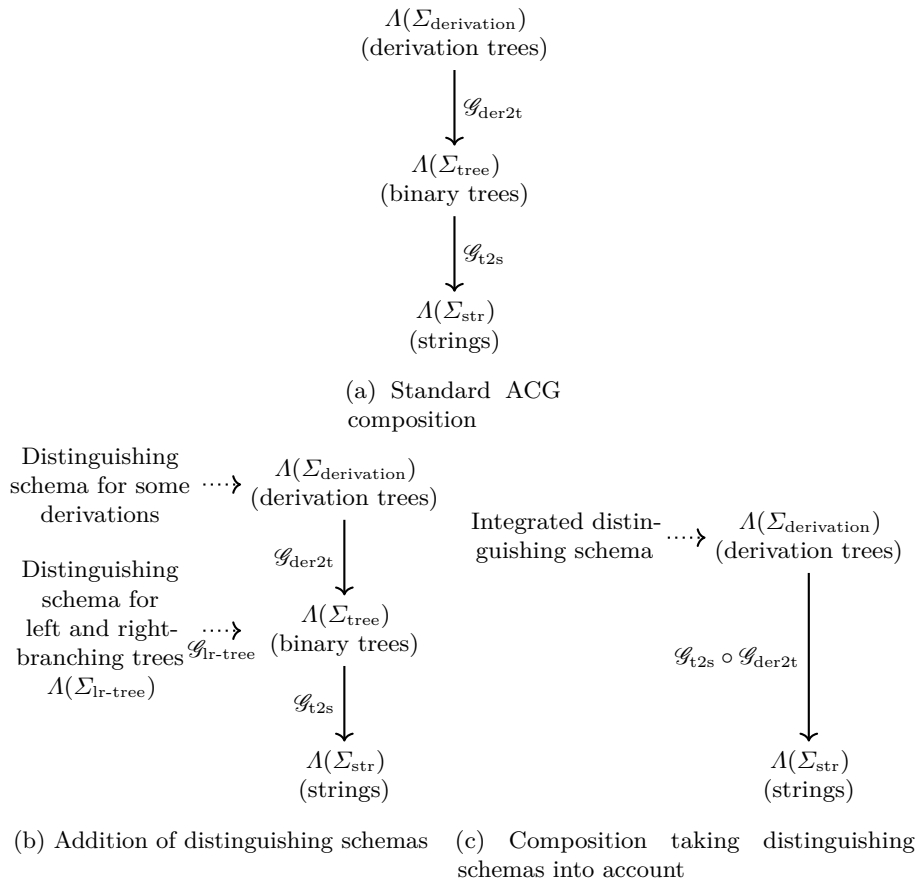 Λ(Σderivation)
(derivation trees)
𝒢der2t
Λ(Σtree)
(binary trees)
𝒢t2s
Λ(Σstr)
(strings)
(a) Standard ACG
composition
Distinguishing
schema for some
derivations
Λ(Σderivation)
(derivation trees)
𝒢der2t
Distinguishing
schema for
left and right-
branching trees
Λ(Σlr-tree)
𝒢lr-tree
Λ(Σtree)
(binary trees)
𝒢t2s
Λ(Σstr)
(strings)
(b) Addition of distinguishing schemas
Integrated distin-
guishing schema
Λ(Σderivation)
(derivation trees)
𝒢t2s ∘ 𝒢der2t
Λ(Σstr)
(strings)
(c) Composition taking distinguishing
schemas into account